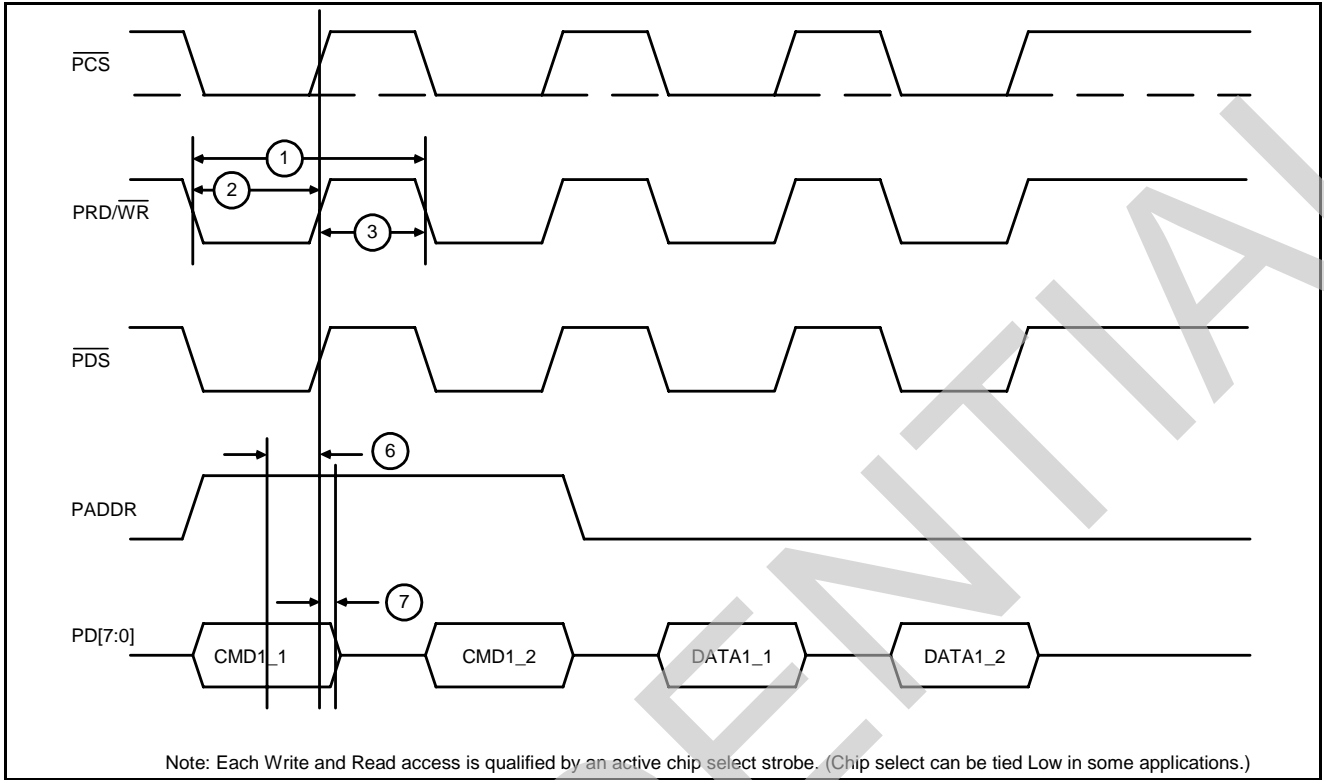 PCS
1
2
PRD/WR
3
PDS
6
PADDR
7
PD[7:0]
CMD1_1 CMD1_2 DATA1_1 DATA1_2
Note: Each Write and Read access is qualified by an active chip select strobe. (Chip select can be tied Low in some applications.)
ENTIAL